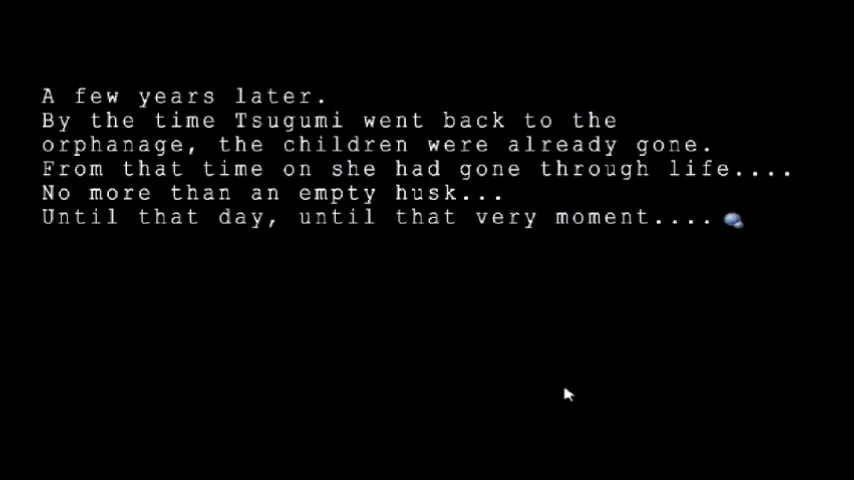 A few years later.
By the time Tsugumi went back to the
orphanage, the children were already gone.
From that time on she had gone through life....
No more than an empty husk...
Until that day, until that very moment....